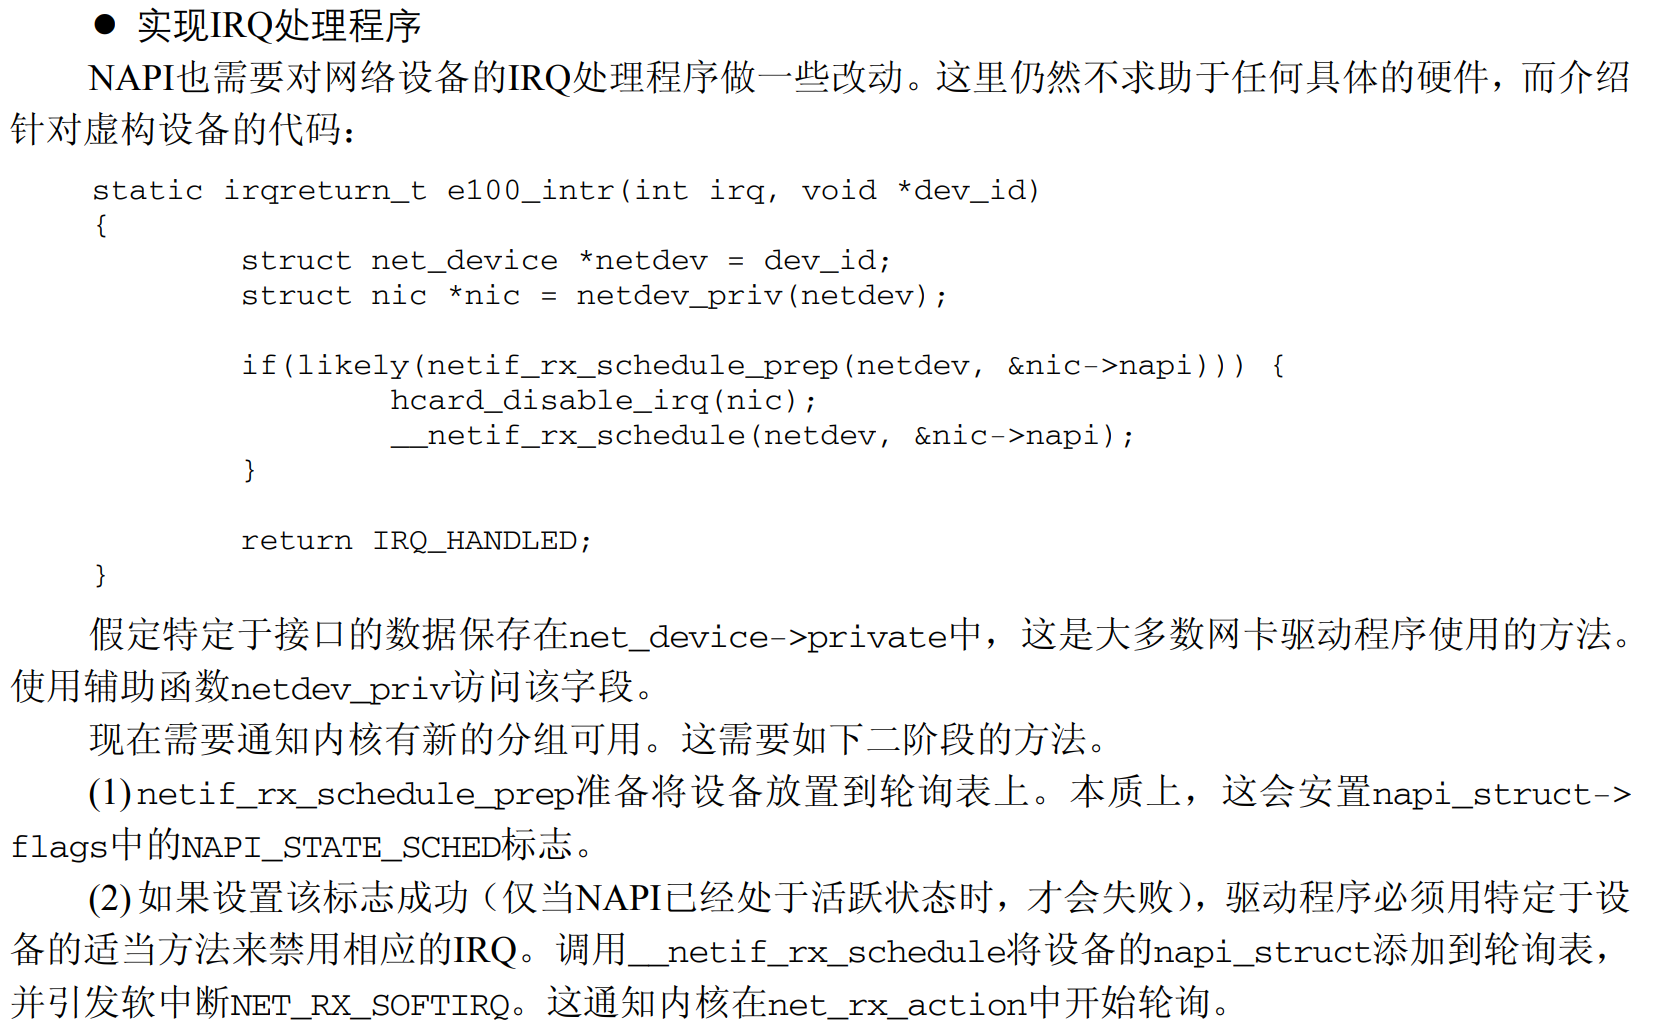 ● 实现IRQ处理程序
NAPI也需要对网络设备的IRQ处理程序做一些改动。这里仍然不求助于任何具体的硬件，而介绍
针对虚构设备的代码：
static irqreturn_t e100_intr(int irq, void *dev_id)
{
        struct net_device *netdev = dev_id;
        struct nic *nic = netdev_priv(netdev);

        if(likely(netif_rx_schedule_prep(netdev, &nic->napi))) {
                hcard_disable_irq(nic);
                __netif_rx_schedule(netdev, &nic->napi);
        }

        return IRQ_HANDLED;
}
假定特定于接口的数据保存在net_device->private中，这是大多数网卡驱动程序使用的方法。
使用辅助函数netdev_priv访问该字段。
现在需要通知内核有新的分组可用。这需要如下二阶段的方法。
(1) netif_rx_schedule_prep准备将设备放置到轮询表上。本质上，这会安置napi_struct->
flags中的NAPI_STATE_SCHED标志。
(2) 如果设置该标志成功（仅当NAPI已经处于活跃状态时，才会失败），驱动程序必须用特定于设
备的适当方法来禁用相应的IRQ。调用__netif_rx_schedule将设备的napi_struct添加到轮询表，
并引发软中断NET_RX_SOFTIRQ。这通知内核在net_rx_action中开始轮询。